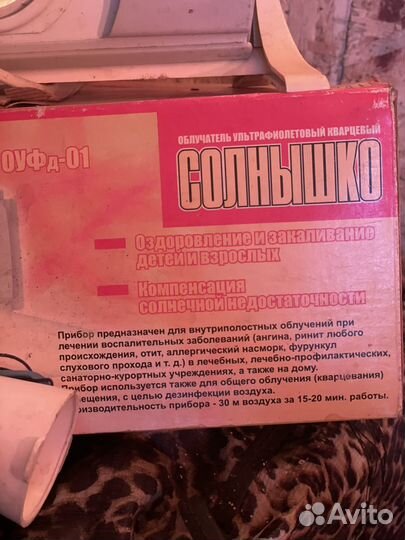 ОБЛУЧАТЕЛЬ УЛЬТРАФИОЛЕТОВЫЙ КВАРЦЕВЫЙ
ОУФд-01
СОЛНЫШКО
Оздоровление и закаливание
детей и взрослых
Компенсация
солнечной недостаточности
Прибор предназначен для внутриполостных облучений при
лечении воспалительных заболеваний (ангина, ринит любого
происхождения, отит, аллергический насморк, фурункул
слухового прохода и т. д.) в лечебных, лечебно-профилактических,
санаторно-курортных учреждениях, а также на дому.
Прибор используется также для общего облучения (кварцевания)
ещения, с целью дезинфекции воздуха.
оизводительность прибора - 30 м воздуха за 15-20 мин. работы.
Avito